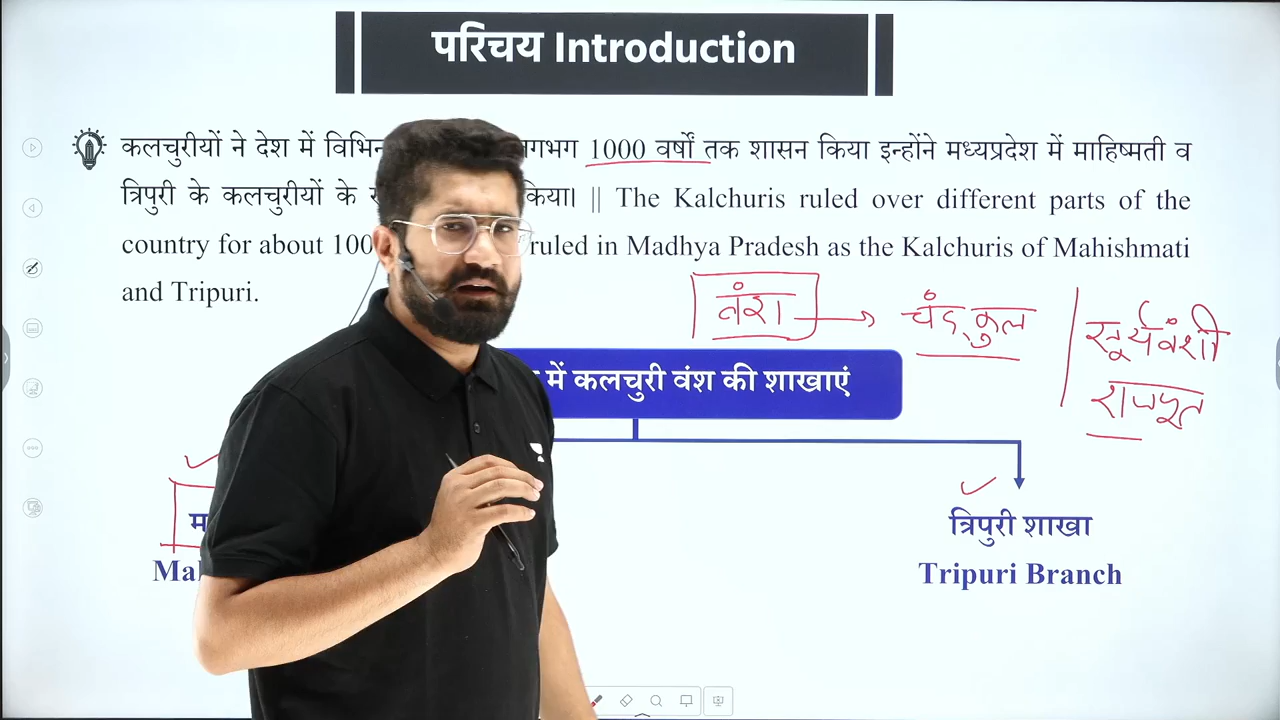 परिचय Introduction
कलचुरीयों ने देश में विभिन गभग 1000 वर्षों तक शासन किया इन्होंने मध्यप्रदेश में माहिष्मती व
त्रिपुरी के कलचुरीयों के किया। || The Kalchuris ruled over different parts of the
country for about 100 ruled in Madhya Pradesh as the Kalchuris of Mahishmati
and Tripuri.
वंश → चंद्रकुल
सूर्यवंशी
राजपूत
में कलचुरी वंश की शाखाएं
म
त्रिपुरी शाखा
Mal
Tripuri Branch